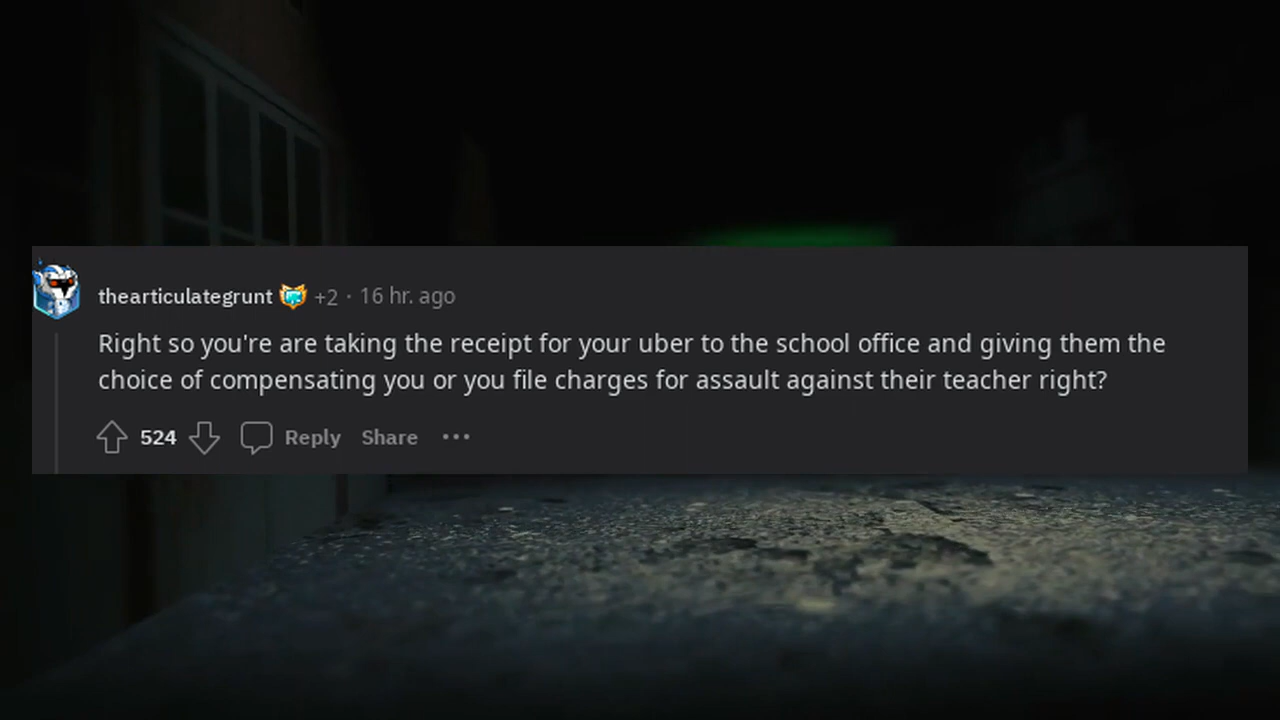 thearticulategrunt +2 · 16 hr. ago
Right so you're are taking the receipt for your uber to the school office and giving them the
choice of compensating you or you file charges for assault against their teacher right?
524 Reply Share •••